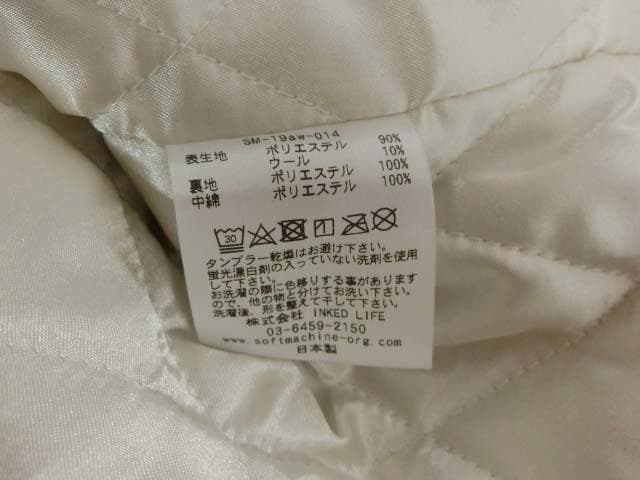 SM-19aw-014
表生地 ポリエステル 90%
ウール 10%
裏地 ポリエステル 100%
中綿 ポリエステル 100%
30
タンブラー乾燥はお避け下さい。
蛍光漂白剤の入っていない洗剤を使用
して下さい。
お洗濯の際に色移りする事があります
ので、他の物と分けてお洗い下さい。
洗濯後、形を整えて干して下さい。
株式会社 INKED LIFE
03-6459-2150
www.softmachine-org.com
日本製